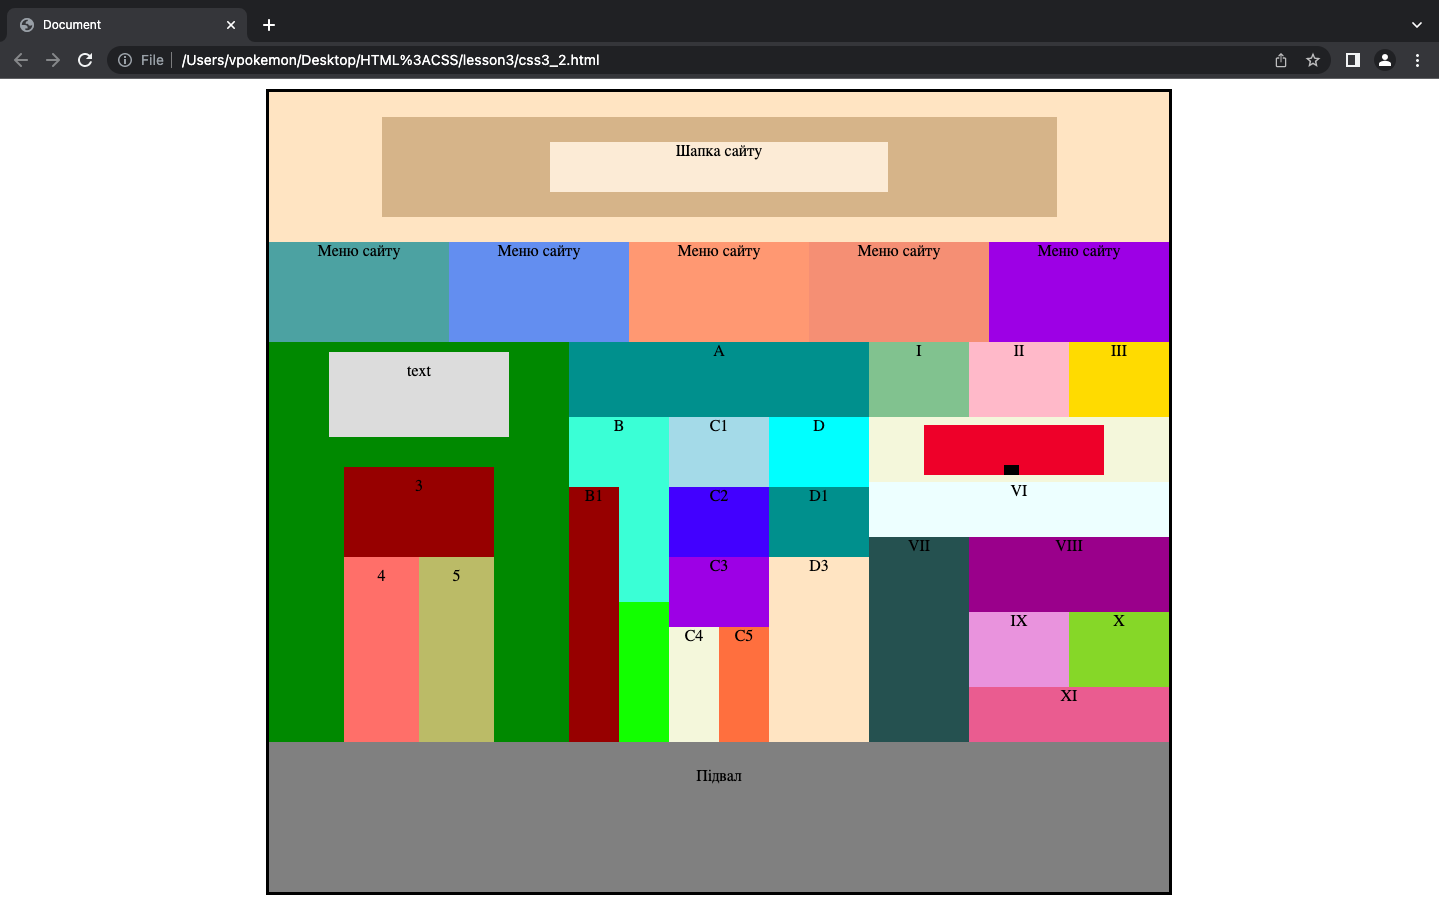 Document
File
/Users/vpokemon/Desktop/HTML%3ACSS/lesson3/css3_2.html
Шапка сайту
Меню сайту Меню сайту Меню сайту Меню сайту Меню сайту
text
A
I II III
B C1 D
3
B1 C2 D1
VI
VII VIII
4 5
C3 D3
IX X
C4 C5
XI
Підвал